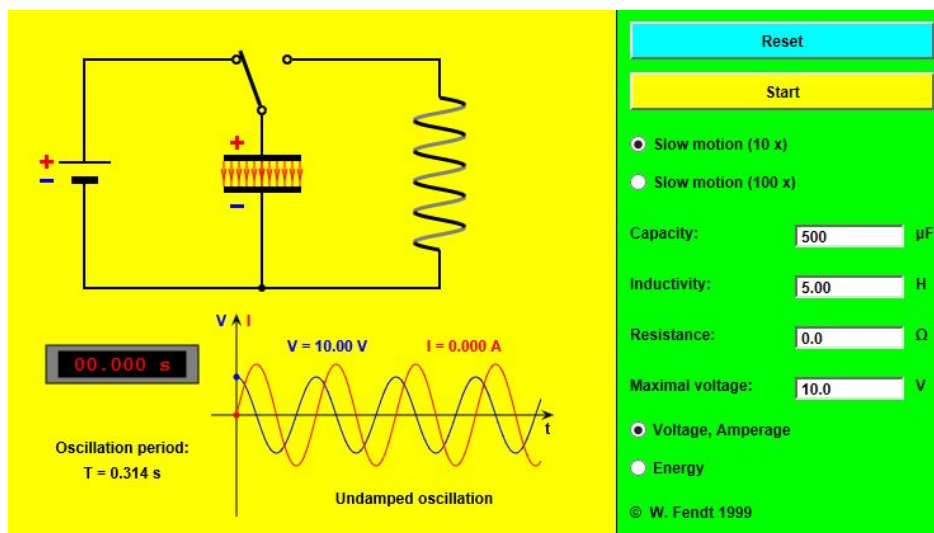 Reset
Start
Slow motion (10 x)
Slow motion (100 x)
Capacity: 500 µF
Inductivity: 5.00 H
Resistance: 0.0 Ω
Maximal voltage: 10.0 V
Voltage, Amperage
Energy
© W. Fendt 1999
+
+
−
−
V I
V = 10.00 V I = 0.000 A
00.000 s
t
Oscillation period:
T = 0.314 s
Undamped oscillation